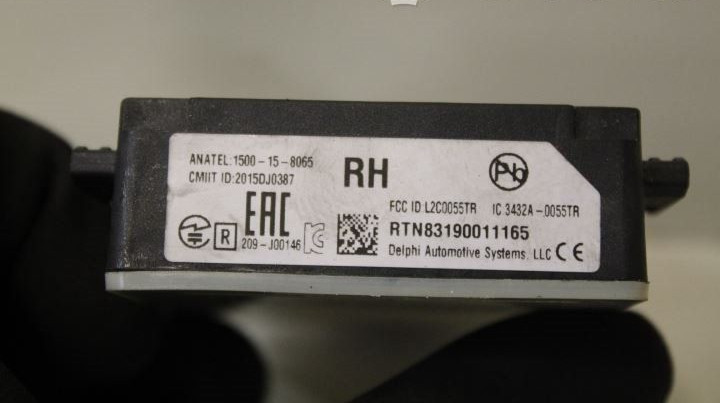 ANATEL:1500-15-8065
CMIIT ID:2015DJ0387
RH
Pb
FCC ID:L2C0055TR IC 3432A-0055TR
EAC
R 209-J00146
RTN83190011165
Delphi Automotive Systems, LLC CE